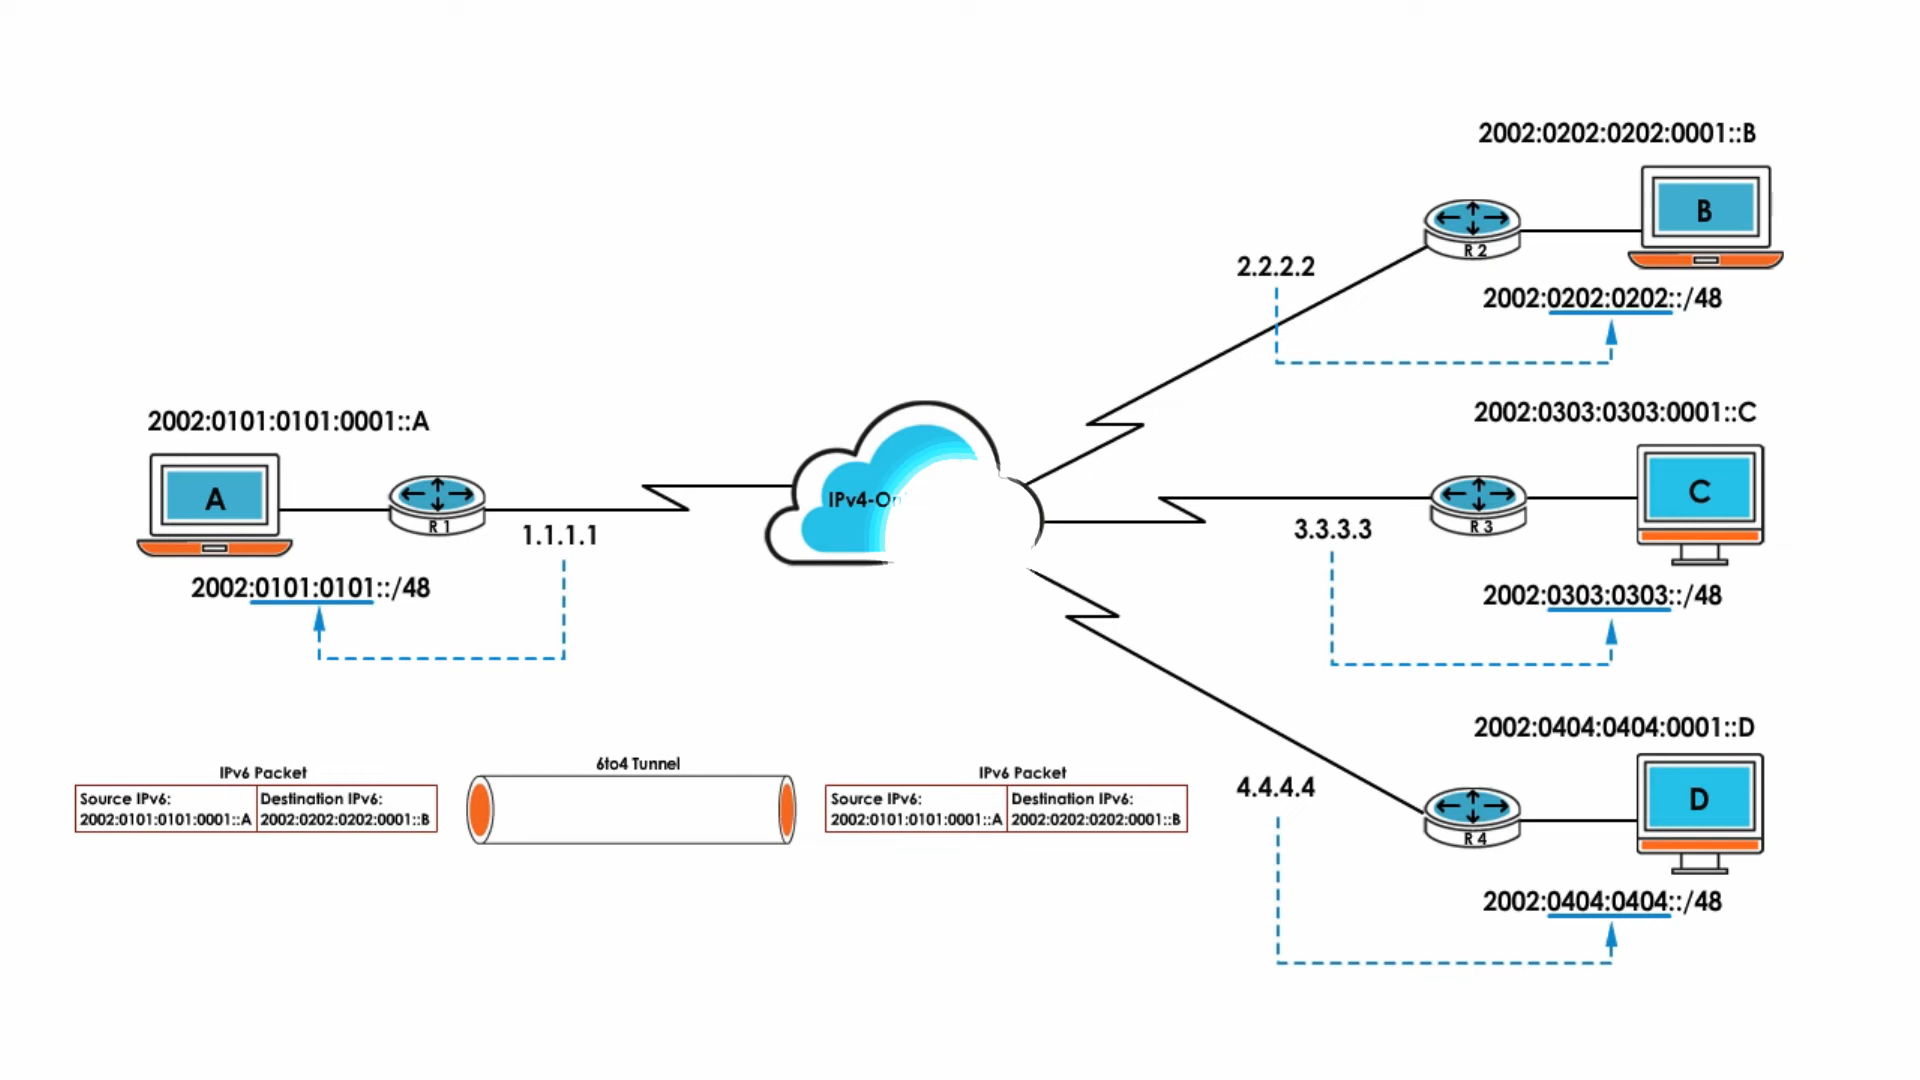 2002:0202:0202:0001::B
B
R 2
2.2.2.2
2002:0202:0202::/48
2002:0101:0101:0001::A
A
R 1
1.1.1.1
2002:0101:0101::/48
2002:0303:0303:0001::C
C
R 3
3.3.3.3
2002:0303:0303::/48
2002:0404:0404:0001::D
D
R 4
4.4.4.4
2002:0404:0404::/48
IPv6 Packet
Source IPv6:
2002:0101:0101:0001::A
Destination IPv6:
2002:0202:0202:0001::B
6to4 Tunnel
IPv6 Packet
Source IPv6:
2002:0101:0101:0001::A
Destination IPv6:
2002:0202:0202:0001::B